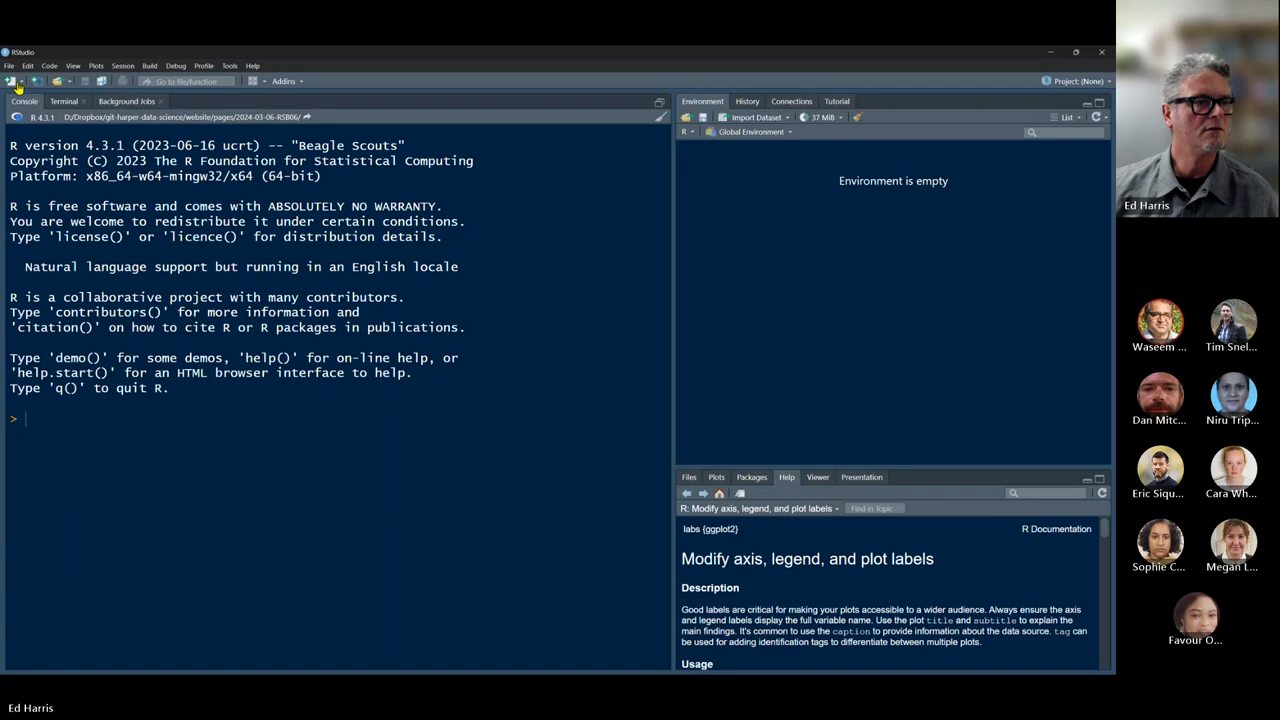 RStudio
File Edit Code View Plots Session Build Debug Profile Tools Help
Go to file/function Addins Project: (None)
Console Terminal Background Jobs
R 4.3.1 · D:/Dropbox/git-harper-data-science/website/pages/2024-03-06-RSB06/
R version 4.3.1 (2023-06-16 ucrt) -- "Beagle Scouts"
Copyright (C) 2023 The R Foundation for Statistical Computing
Platform: x86_64-w64-mingw32/x64 (64-bit)
R is free software and comes with ABSOLUTELY NO WARRANTY.
You are welcome to redistribute it under certain conditions.
Type 'license()' or 'licence()' for distribution details.
Natural language support but running in an English locale
R is a collaborative project with many contributors.
Type 'contributors()' for more information and
'citation()' on how to cite R or R packages in publications.
Type 'demo()' for some demos, 'help()' for on-line help, or
'help.start()' for an HTML browser interface to help.
Type 'q()' to quit R.
>
Environment History Connections Tutorial
Import Dataset 37 MiB List
R Global Environment
Environment is empty
Files Plots Packages Help Viewer Presentation
R: Modify axis, legend, and plot labels Find in Topic
labs {ggplot2} R Documentation
Modify axis, legend, and plot labels
Description
Good labels are critical for making your plots accessible to a wider audience. Always ensure the axis
and legend labels display the full variable name. Use the plot title and subtitle to explain the
main findings. It's common to use the caption to provide information about the data source. tag can
be used for adding identification tags to differentiate between multiple plots.
Usage
Ed Harris
Waseem ... Tim Snel...
Dan Mitc... Niru Trip...
Eric Siqu... Cara Wh...
Sophie C... Megan L...
Favour O...
Ed Harris